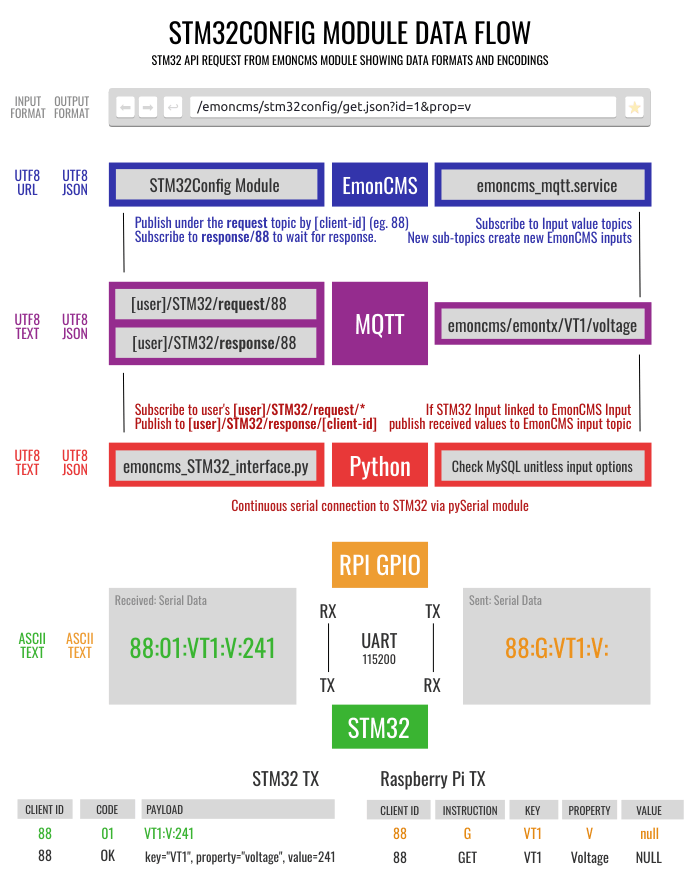 STM32CONFIG MODULE DATA FLOW
STM32 API REQUEST FROM EMONCMS MODULE SHOWING DATA FORMATS AND ENCODINGS
INPUT FORMAT
OUTPUT FORMAT
/emoncms/stm32config/get.json?id=1&prop=v
UTF8 URL
UTF8 JSON
STM32Config Module
EmonCMS
emoncms_mqtt.service
Publish under the request topic by [client-id] (eg. 88)
Subscribe to response/88 to wait for response.
Subscribe to Input value topics
New sub-topics create new EmonCMS inputs
UTF8 TEXT
UTF8 JSON
[user]/STM32/request/88
[user]/STM32/response/88
MQTT
emoncms/emontx/VT1/voltage
Subscribe to user's [user]/STM32/request/*
Publish to [user]/STM32/response/[client-id]
If STM32 Input linked to EmonCMS Input
publish received values to EmonCMS input topic
UTF8 TEXT
UTF8 JSON
emoncms_STM32_interface.py
Python
Check MySQL unitless input options
Continuous serial connection to STM32 via pySerial module
RPI GPIO
ASCII TEXT
ASCII TEXT
Received: Serial Data
88:01:VT1:V:241
RX
TX
UART
115200
TX
RX
Sent: Serial Data
88:G:VT1:V:
STM32
STM32 TX
CLIENT ID CODE PAYLOAD
88 01 VT1:V:241
88 OK key="VT1", property="voltage", value=241
Raspberry Pi TX
CLIENT ID INSTRUCTION KEY PROPERTY VALUE
88 G VT1 V null
88 GET VT1 Voltage NULL